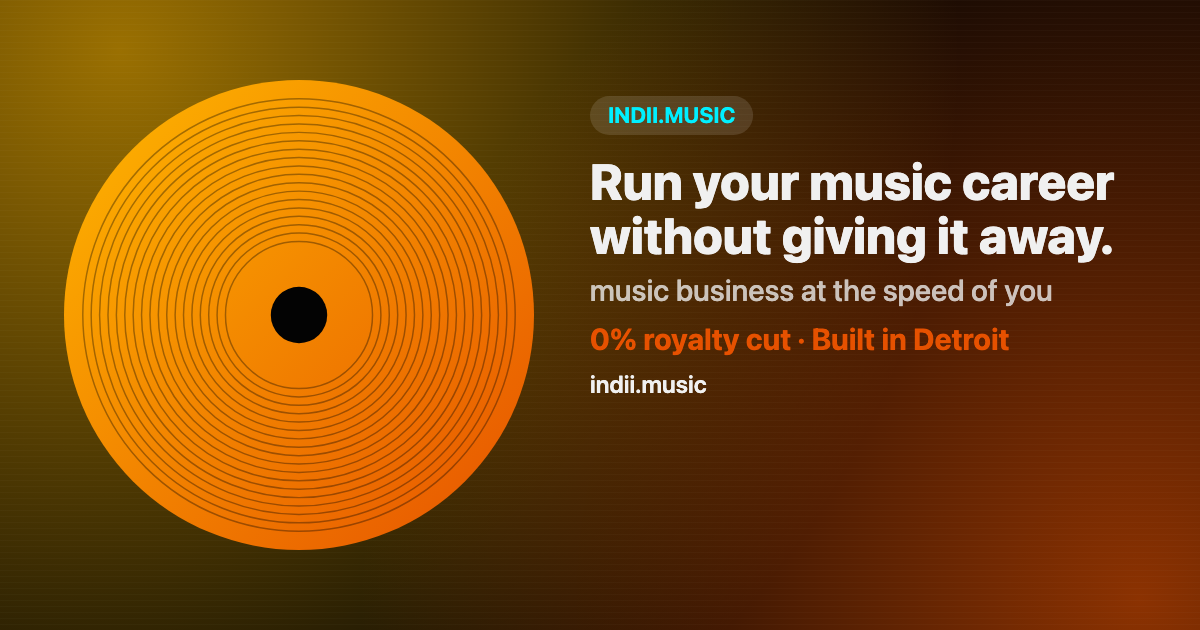 INDII.MUSIC
Run your music career
without giving it away.
music business at the speed of you
0% royalty cut · Built in Detroit
indii.music